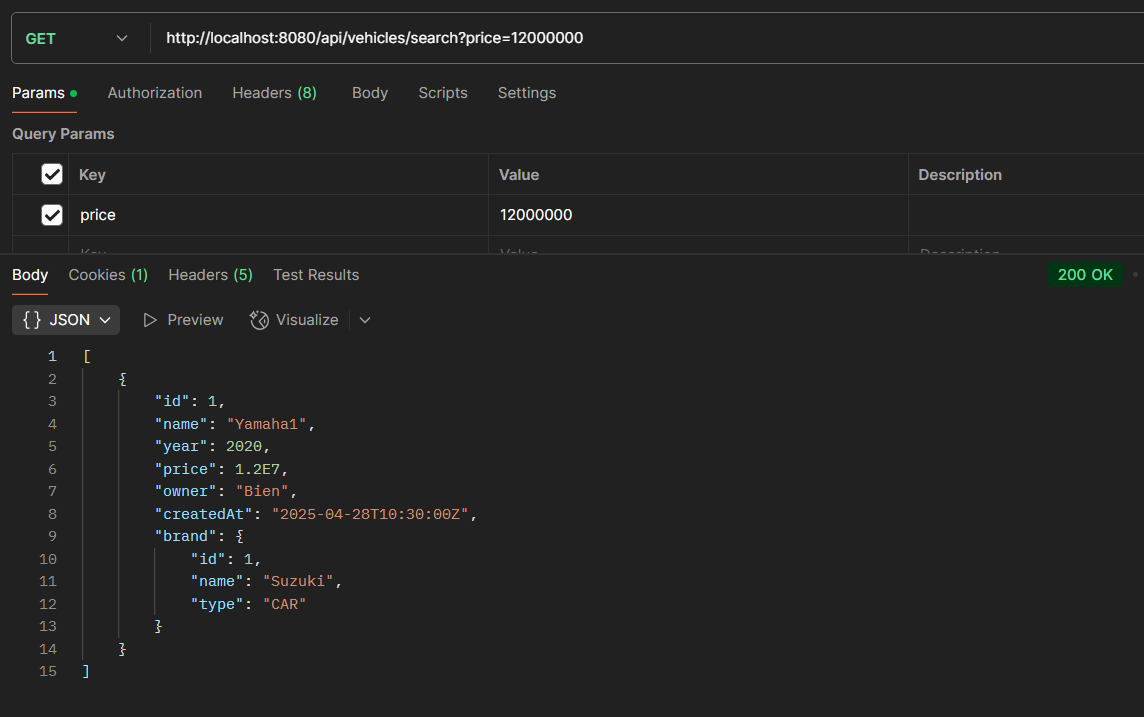 GET http://localhost:8080/api/vehicles/search?price=12000000
Params Authorization Headers (8) Body Scripts Settings
Query Params
Key Value Description
price 12000000
Key Value Description
Body Cookies (1) Headers (5) Test Results 200 OK
{} JSON Preview Visualize
1 [
2 {
3 "id": 1,
4 "name": "Yamaha1",
5 "year": 2020,
6 "price": 1.2E7,
7 "owner": "Bien",
8 "createdAt": "2025-04-28T10:30:00Z",
9 "brand": {
10 "id": 1,
11 "name": "Suzuki",
12 "type": "CAR"
13 }
14 }
15 ]